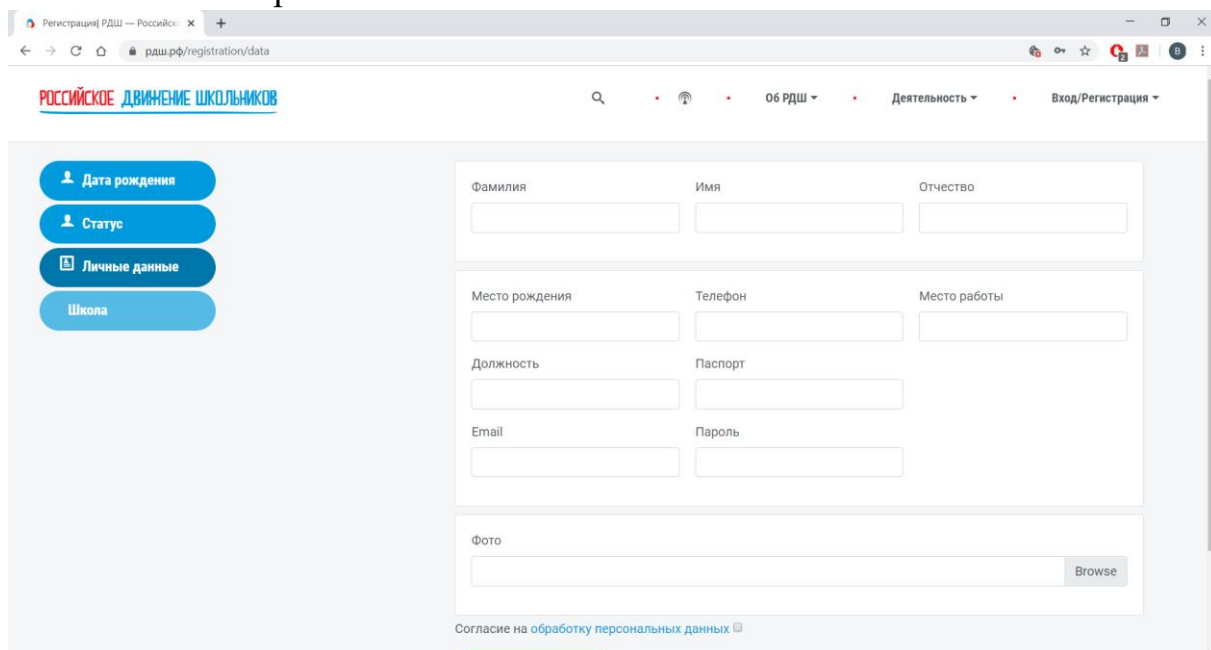 Регистрация| РДШ — Российско
рдш.рф/registration/data
2
B
РОССИЙСКОЕ ДВИЖЕНИЕ ШКОЛЬНИКОВ
Об РДШ
Деятельность
Вход/Регистрация
Дата рождения
Статус
Личные данные
Школа
Фамилия Имя Отчество
Место рождения Телефон Место работы
Должность Паспорт
Email Пароль
Фото
Browse
Согласие на обработку персональных данных